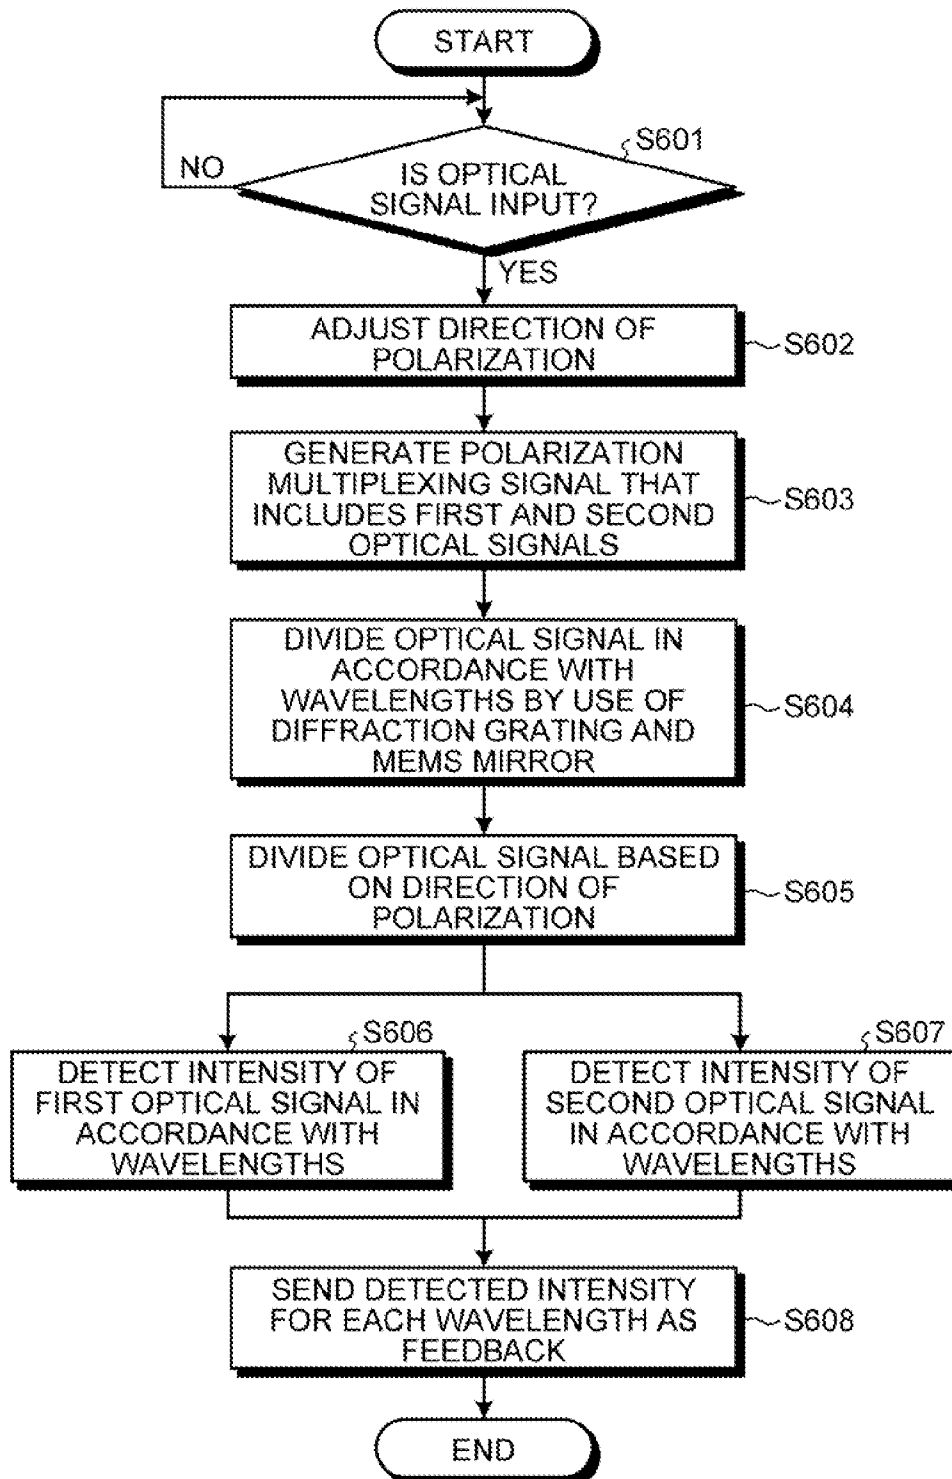 START
S601
NO
IS OPTICAL
SIGNAL INPUT?
YES
ADJUST DIRECTION OF
POLARIZATION
S602
GENERATE POLARIZATION
MULTIPLEXING SIGNAL THAT
INCLUDES FIRST AND SECOND
OPTICAL SIGNALS
S603
DIVIDE OPTICAL SIGNAL IN
ACCORDANCE WITH
WAVELENGTHS BY USE OF
DIFFRACTION GRATING AND
MEMS MIRROR
S604
DIVIDE OPTICAL SIGNAL BASED
ON DIRECTION OF
POLARIZATION
S605
S606
DETECT INTENSITY OF
FIRST OPTICAL SIGNAL IN
ACCORDANCE WITH
WAVELENGTHS
S607
DETECT INTENSITY OF
SECOND OPTICAL SIGNAL
IN ACCORDANCE WITH
WAVELENGTHS
SEND DETECTED INTENSITY
FOR EACH WAVELENGTH AS
FEEDBACK
S608
END